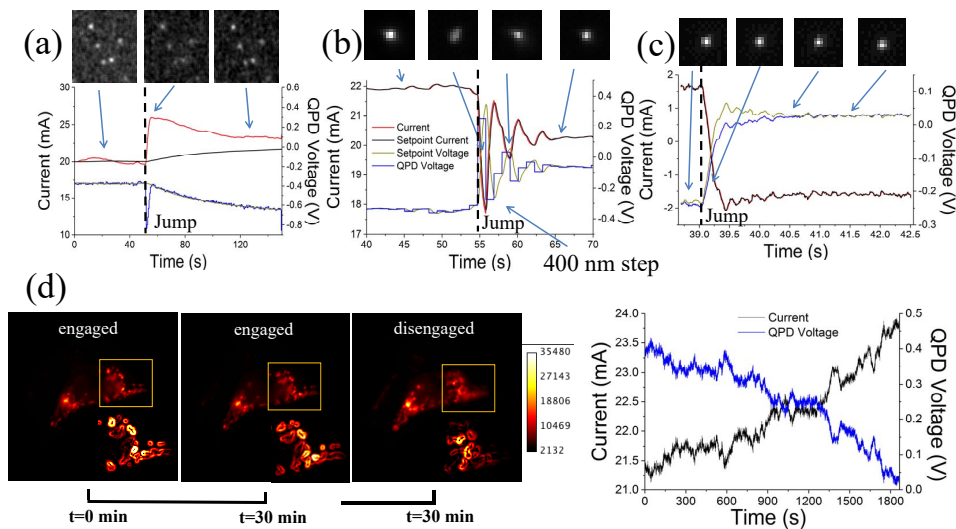 (a)
30
25
20
15
10
0.6
0.4
0.2
0.0
-0.2
-0.4
-0.6
-0.8
Current (mA)
QPD Voltage (V)
Jump
0 40 80 120
Time (s)
(b)
22
21
20
19
18
17
0.4
0.2
0.0
-0.2
-0.4
Current (mA)
QPD Voltage (V)
Current
Setpoint Current
Setpoint Voltage
QPD Voltage
Jump
40 45 50 55 60 65 70
Time (s)
400 nm step
(c)
2
1
0
-1
-2
0.1
0.0
-0.1
-0.2
-0.3
Current (mA)
QPD Voltage (V)
Jump
39.0 39.5 40.0 40.5 41.0 41.5 42.0 42.5
Time (s)
(d)
engaged
engaged
disengaged
35480
27143
18806
10469
2132
t=0 min
t=30 min
t=30 min
24.0
23.5
23.0
22.5
22.0
21.5
21.0
0.5
0.4
0.3
0.2
0.1
0.0
Current (mA)
QPD Voltage (V)
Current
QPD Voltage
0 300 600 900 1200 1500 1800
Time (s)